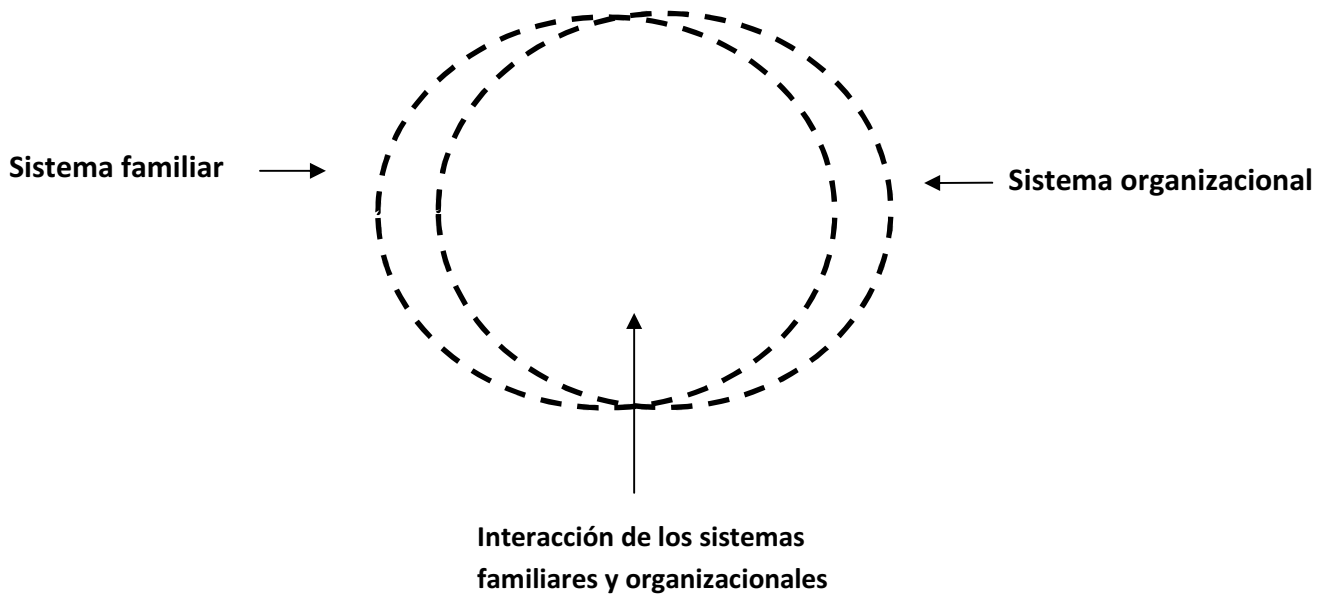 Sistema familiar
Sistema organizacional
Interacción de los sistemas
familiares y organizacionales